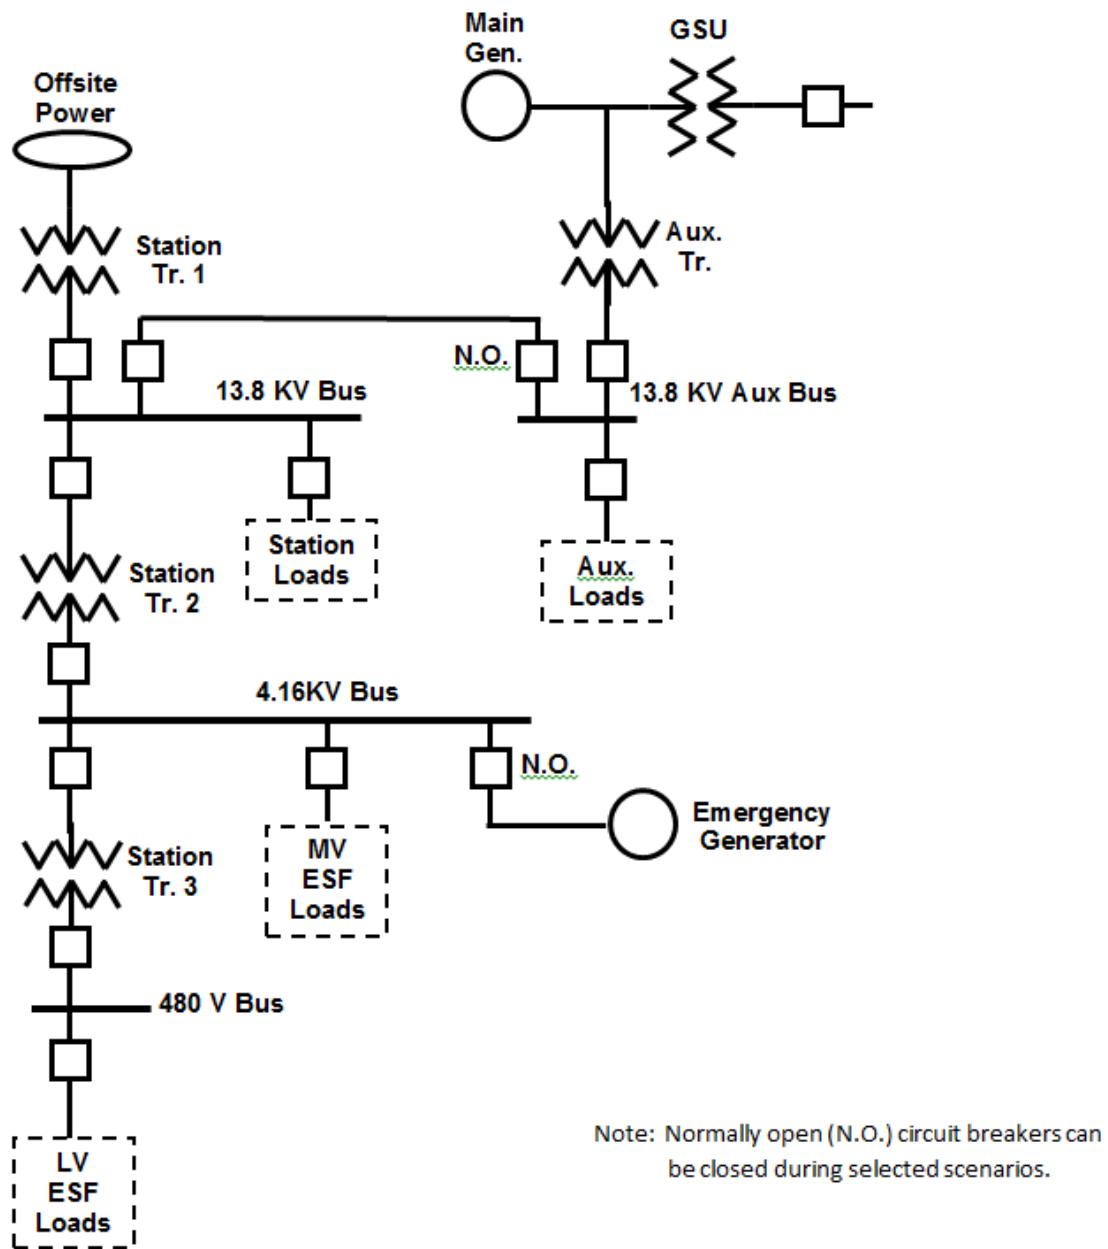 Main
Gen.
GSU
Offsite
Power
Station
Tr. 1
Aux.
Tr.
N.O.
13.8 KV Bus
13.8 KV Aux Bus
Station
Loads
Aux.
Loads
Station
Tr. 2
4.16KV Bus
N.O.
Emergency
Generator
MV
ESF
Loads
Station
Tr. 3
480 V Bus
LV
ESF
Loads
Note: Normally open (N.O.) circuit breakers can
be closed during selected scenarios.